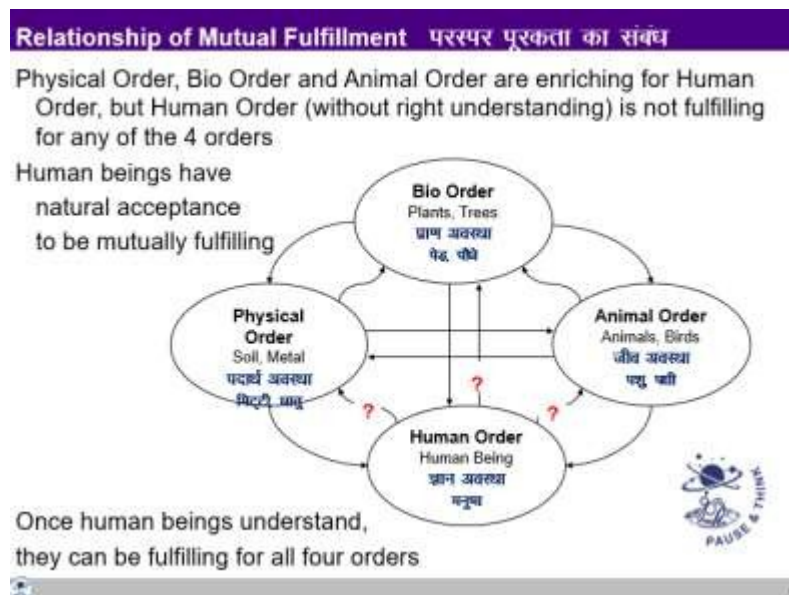 Relationship of Mutual Fulfillment परस्पर पूरकता का संबंध
Physical Order, Bio Order and Animal Order are enriching for Human
Order, but Human Order (without right understanding) is not fulfilling
for any of the 4 orders
Human beings have
natural acceptance
to be mutually fulfilling
Bio Order
Plants, Trees
प्राण अवस्था
पेड़, पौधे
Physical
Order
Soil, Metal
पदार्थ अवस्था
मिट्टी, धातु
Animal Order
Animals, Birds
जीव अवस्था
पशु, पक्षी
?
?
?
Human Order
Human Being
ज्ञान अवस्था
मनुष्य
PAUSE & THINK
Once human beings understand,
they can be fulfilling for all four orders